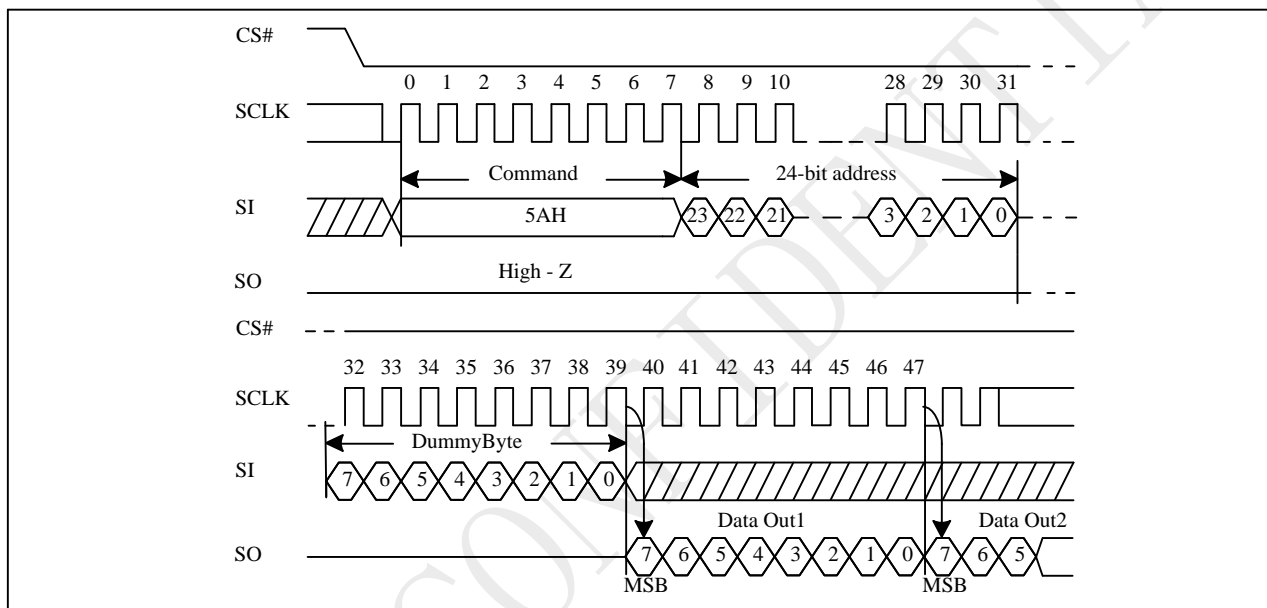 CS#
0 1 2 3 4 5 6 7 8 9 10 28 29 30 31
SCLK
Command 24-bit address
SI 5AH 23 22 21 3 2 1 0
High - Z
SO
CS#
32 33 34 35 36 37 38 39 40 41 42 43 44 45 46 47
SCLK
DummyByte
SI 7 6 5 4 3 2 1 0
Data Out1 Data Out2
SO 7 6 5 4 3 2 1 0 7 6 5
MSB MSB
CONFIDENTIA